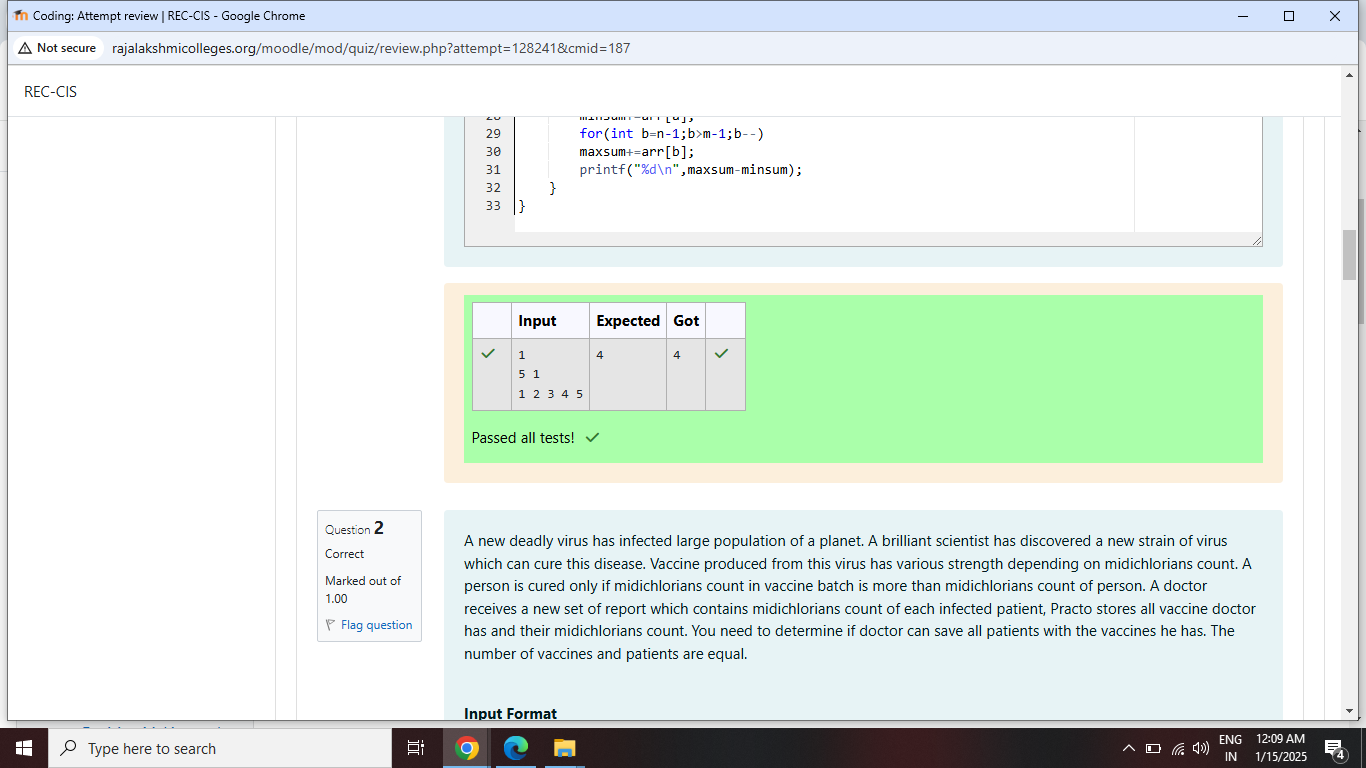 Coding: Attempt review | REC-CIS - Google Chrome
Not secure rajalakshmicolleges.org/moodle/mod/quiz/review.php?attempt=128241&cmid=187
REC-CIS
29 for(int b=n-1;b>m-1;b--)
30 maxsum+=arr[b];
31 printf("%d\n",maxsum-minsum);
32 }
33 }
Input Expected Got
1 4 4
5 1
1 2 3 4 5
Passed all tests!
Question 2
Correct
Marked out of
1.00
Flag question
A new deadly virus has infected large population of a planet. A brilliant scientist has discovered a new strain of virus
which can cure this disease. Vaccine produced from this virus has various strength depending on midichlorians count. A
person is cured only if midichlorians count in vaccine batch is more than midichlorians count of person. A doctor
receives a new set of report which contains midichlorians count of each infected patient, Practo stores all vaccine doctor
has and their midichlorians count. You need to determine if doctor can save all patients with the vaccines he has. The
number of vaccines and patients are equal.
Input Format
Type here to search
ENG
IN
12:09 AM
1/15/2025
4